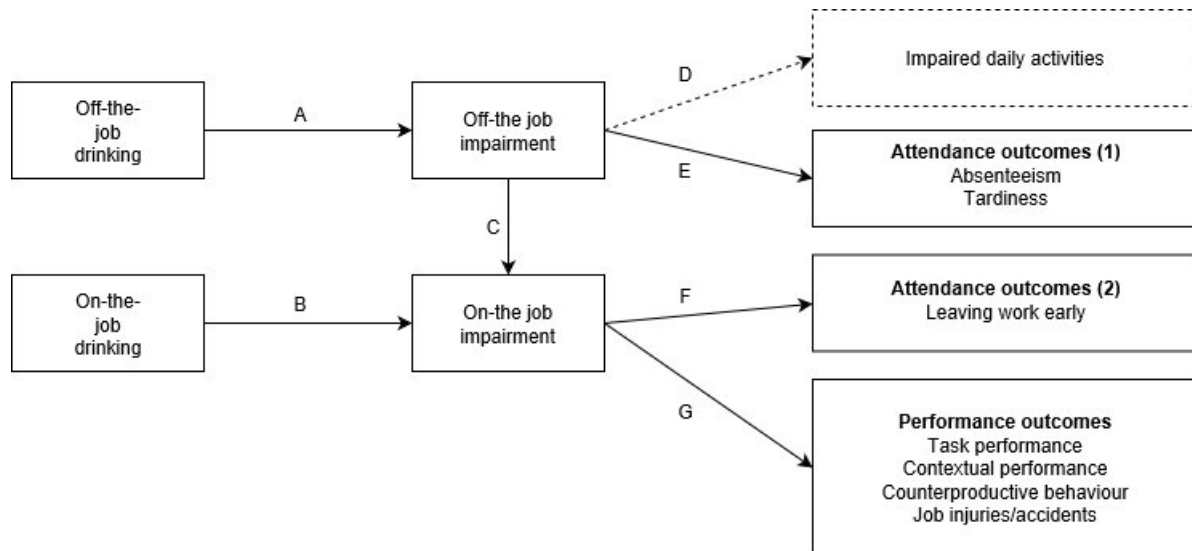 Off-the-
job
drinking
A
Off-the job
impairment
D
Impaired daily activities
E
Attendance outcomes (1)
Absenteeism
Tardiness
C
On-the-
job
drinking
B
On-the job
impairment
F
Attendance outcomes (2)
Leaving work early
G
Performance outcomes
Task performance
Contextual performance
Counterproductive behaviour
Job injuries/accidents